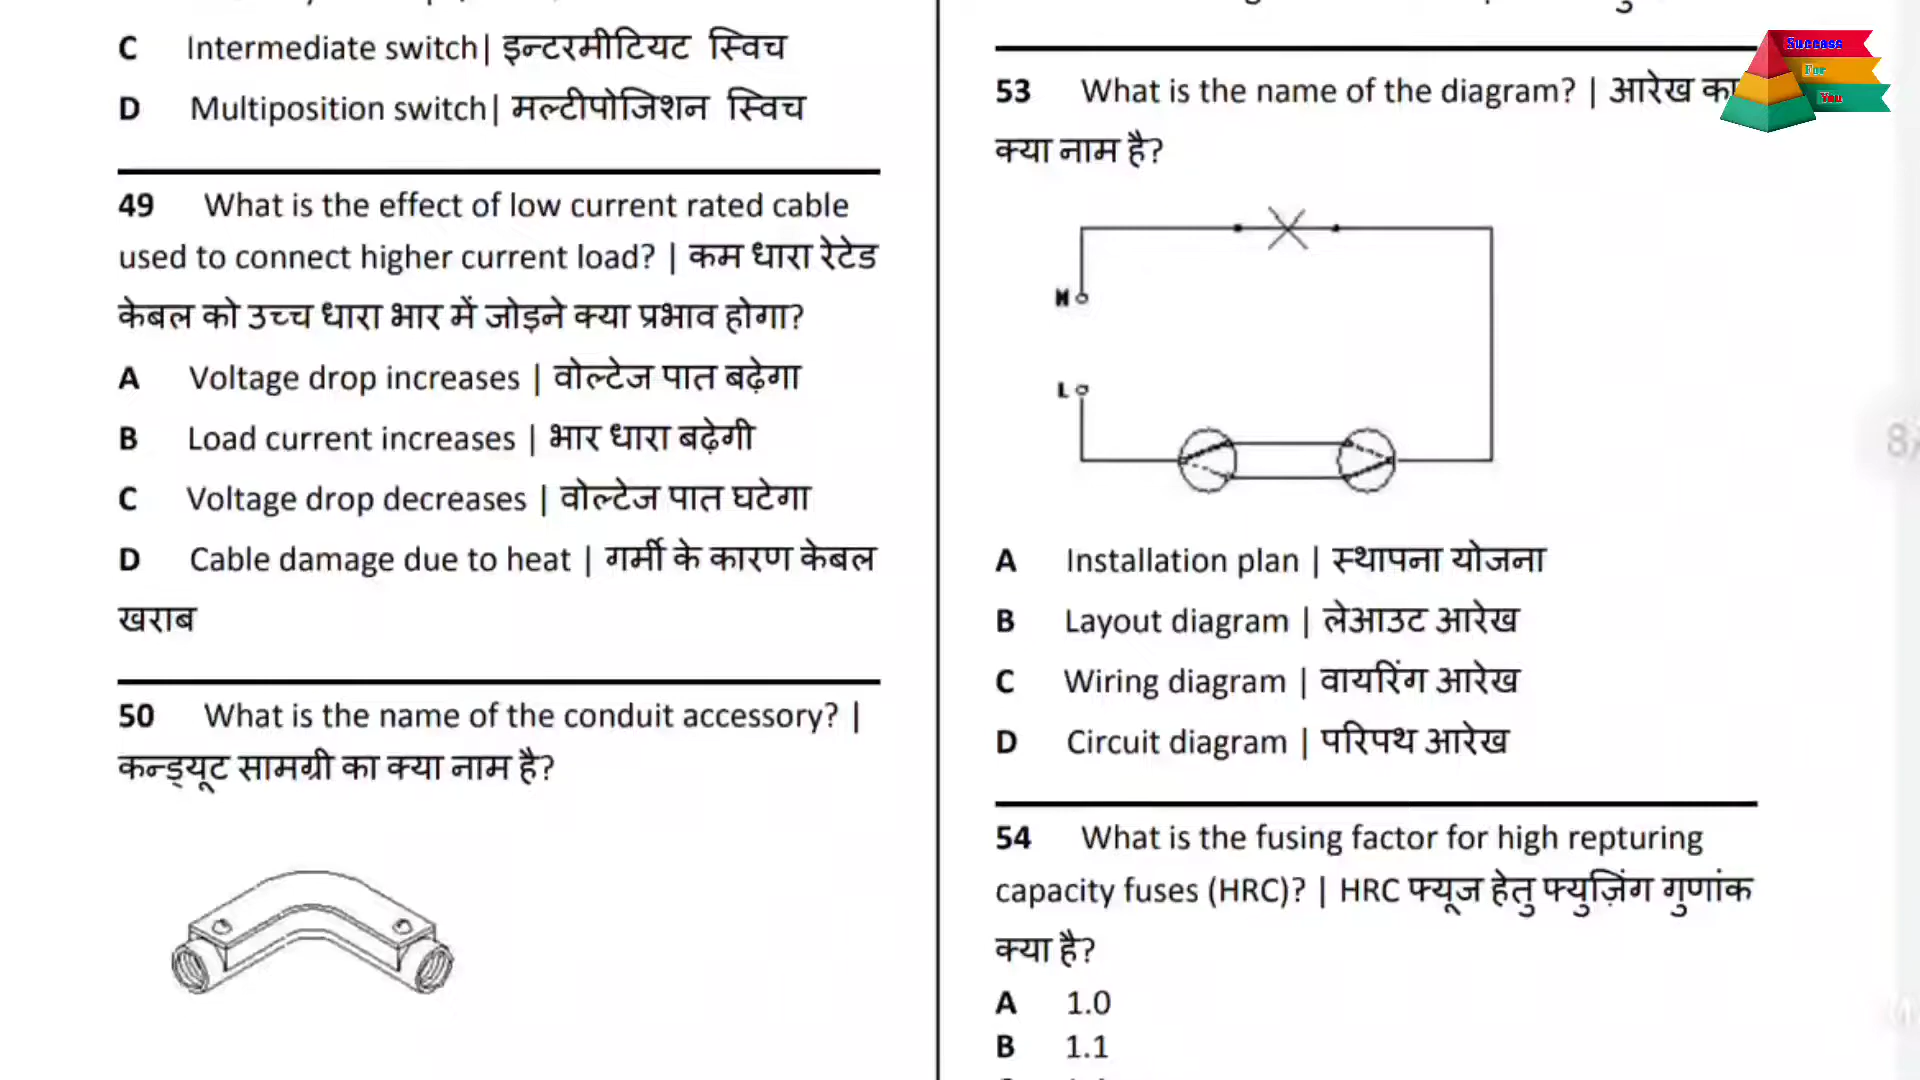 C Intermediate switch| इन्टरमीटियट स्विच
D Multiposition switch| मल्टीपोजिशन स्विच
49 What is the effect of low current rated cable
used to connect higher current load? | कम धारा रेटेड
केबल को उच्च धारा भार में जोड़ने क्या प्रभाव होगा?
A Voltage drop increases | वोल्टेज पात बढ़ेगा
B Load current increases | भार धारा बढ़ेगी
C Voltage drop decreases | वोल्टेज पात घटेगा
D Cable damage due to heat | गर्मी के कारण केबल
खराब
50 What is the name of the conduit accessory? |
कन्ड्यूट सामग्री का क्या नाम है?
53 What is the name of the diagram? | आरेख का
क्या नाम है?
N
L
A Installation plan | स्थापना योजना
B Layout diagram | लेआउट आरेख
C Wiring diagram | वायरिंग आरेख
D Circuit diagram | परिपथ आरेख
54 What is the fusing factor for high repturing
capacity fuses (HRC)? | HRC फ्यूज हेतु फ्युज़िंग गुणांक
क्या है?
A 1.0
B 1.1
Success
For
You